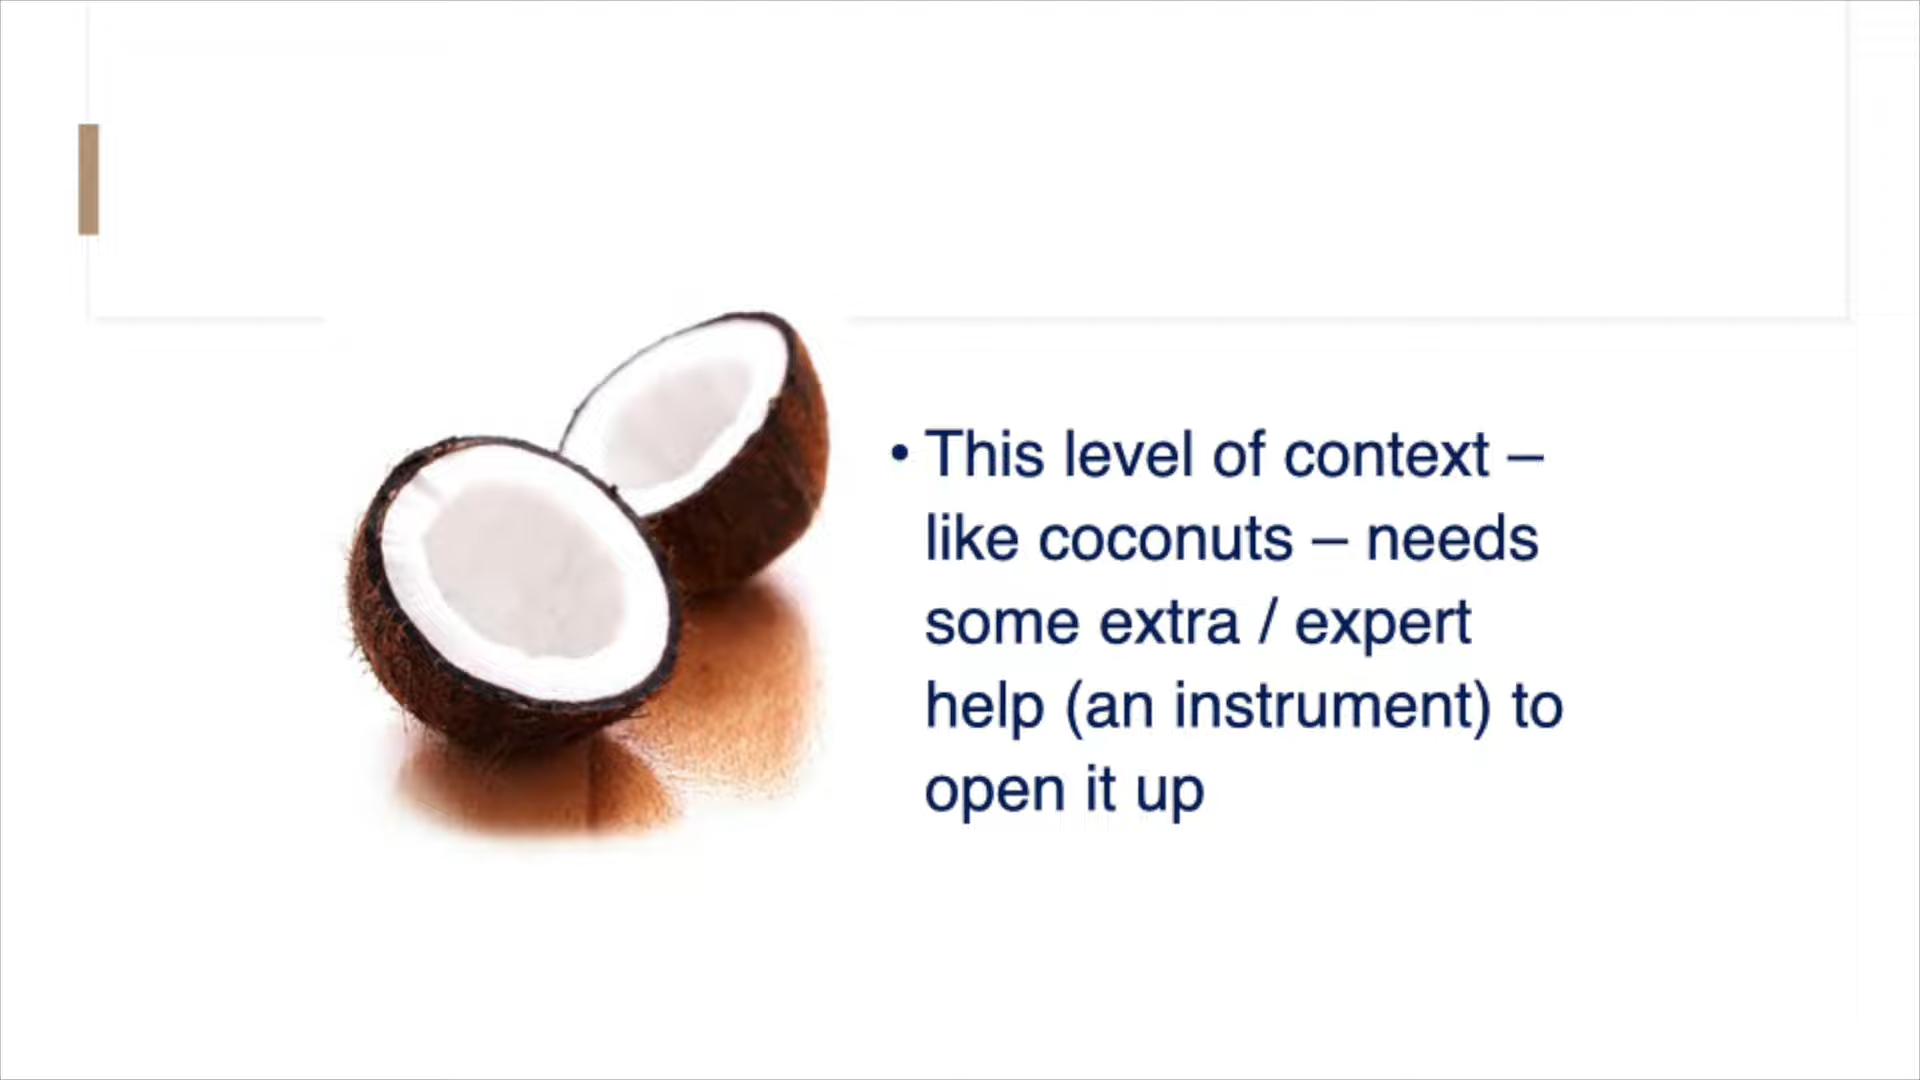 • This level of context –
like coconuts – needs
some extra / expert
help (an instrument) to
open it up